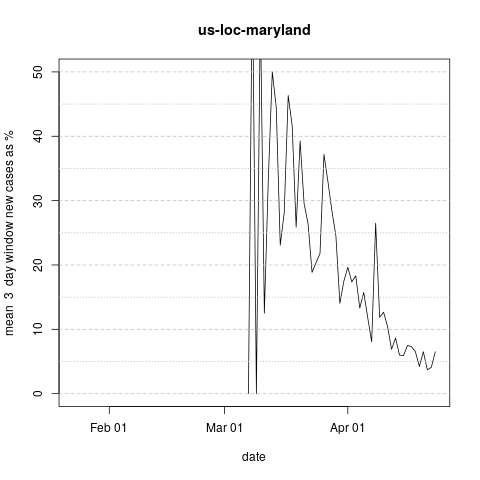 us-loc-maryland
50
40
30
20
10
0
mean 3 day window new cases as %
Feb 01
Mar 01
Apr 01
date